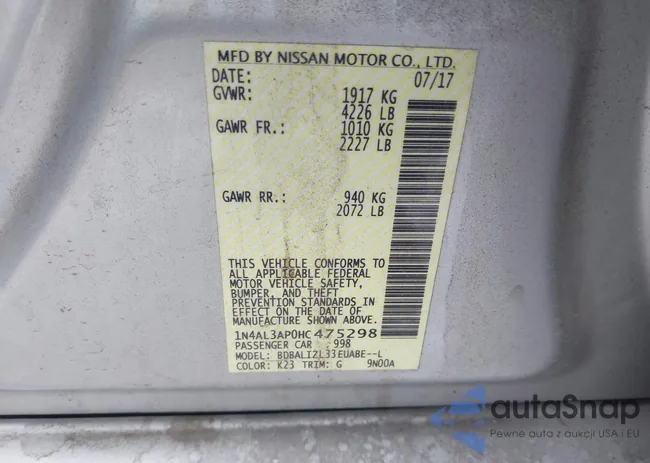 MFD BY NISSAN MOTOR CO., LTD.
DATE: 07/17
GVWR: 1917 KG
4226 LB
GAWR FR.: 1010 KG
2227 LB
GAWR RR.: 940 KG
2072 LB
THIS VEHICLE CONFORMS TO
ALL APPLICABLE FEDERAL
MOTOR VEHICLE SAFETY,
BUMPER, AND THEFT
PREVENTION STANDARDS IN
EFFECT ON THE DATE OF
MANUFACTURE SHOWN ABOVE.
1N4AL3AP0HC475298
PASSENGER CAR 998
MODEL: BDBALIZL33EUABE--L
COLOR: K23 TRIM: G 9N00A
autaSnap
Pewne auta z aukcji USA i EU